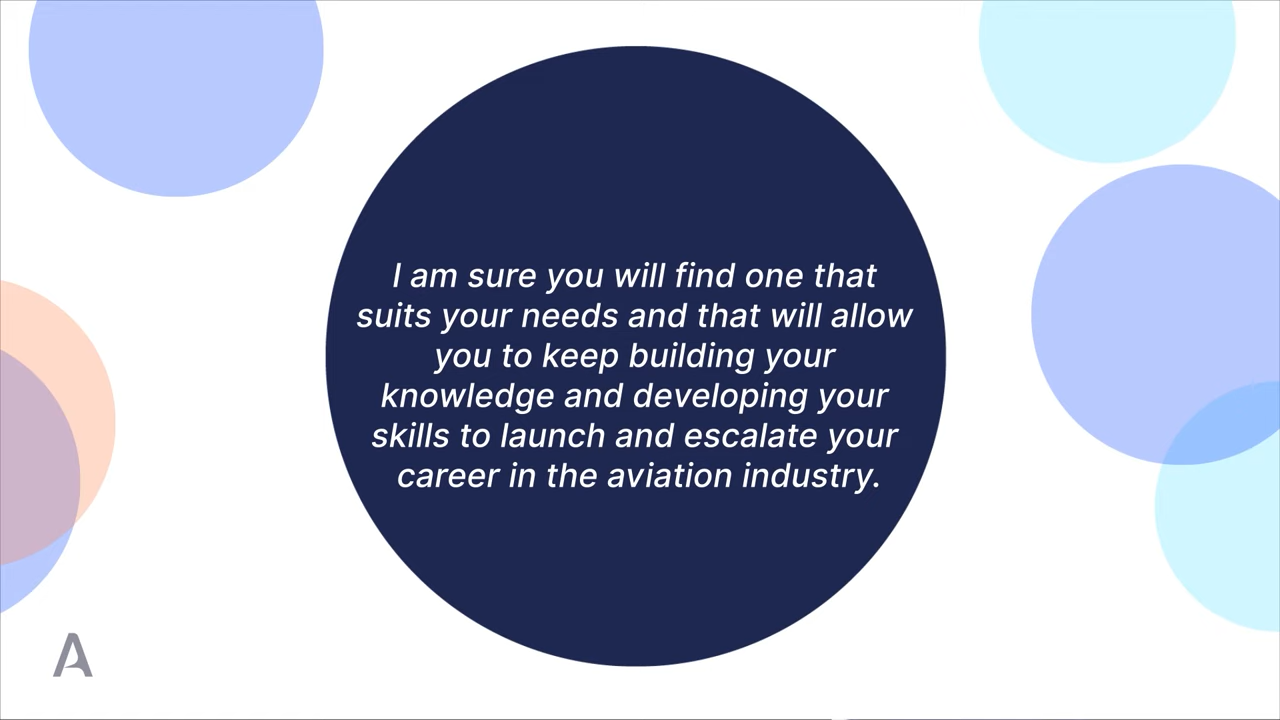 I am sure you will find one that
suits your needs and that will allow
you to keep building your
knowledge and developing your
skills to launch and escalate your
career in the aviation industry.
A